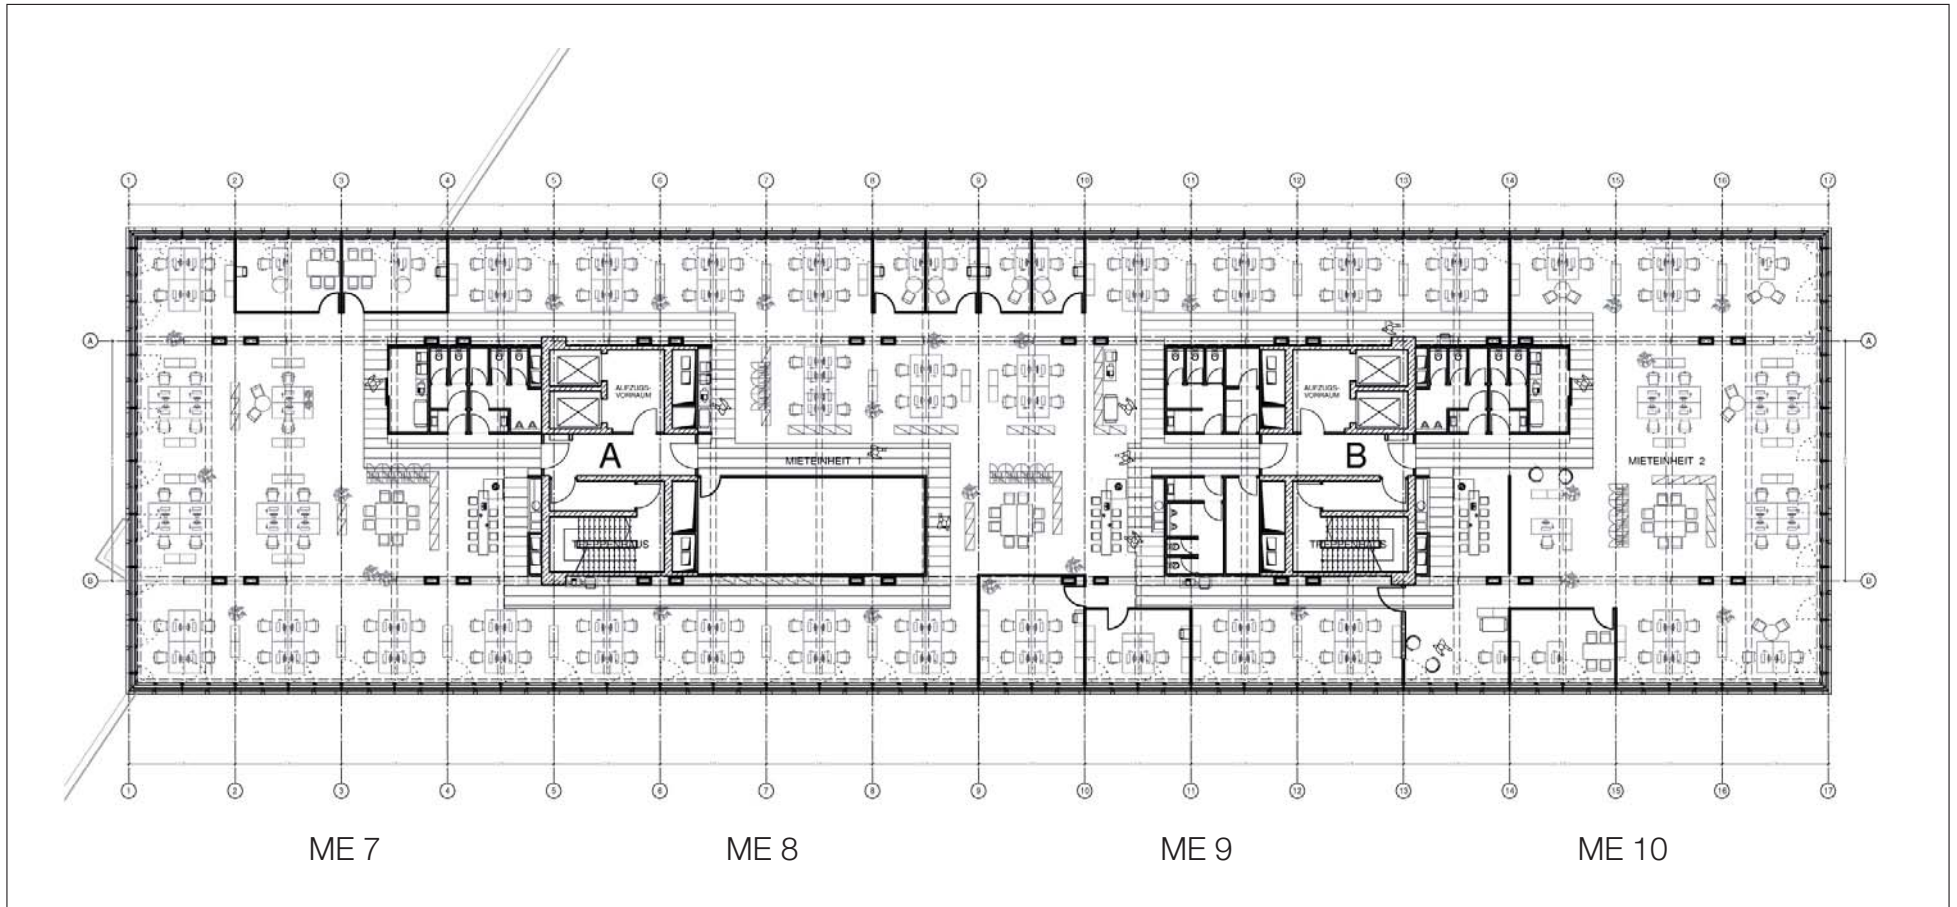 1 2 3 4 5 6 7 8 9 10 11 12 13 14 15 16 17
A A
AUFZUGS-
VORRAUM
AUFZUGS-
VORRAUM
A B
MIETEINHEIT 1 MIETEINHEIT 2
TREPPENHAUS TREPPENHAUS
B B
1 2 3 4 5 6 7 8 9 10 11 12 13 14 15 16 17
ME 7 ME 8 ME 9 ME 10